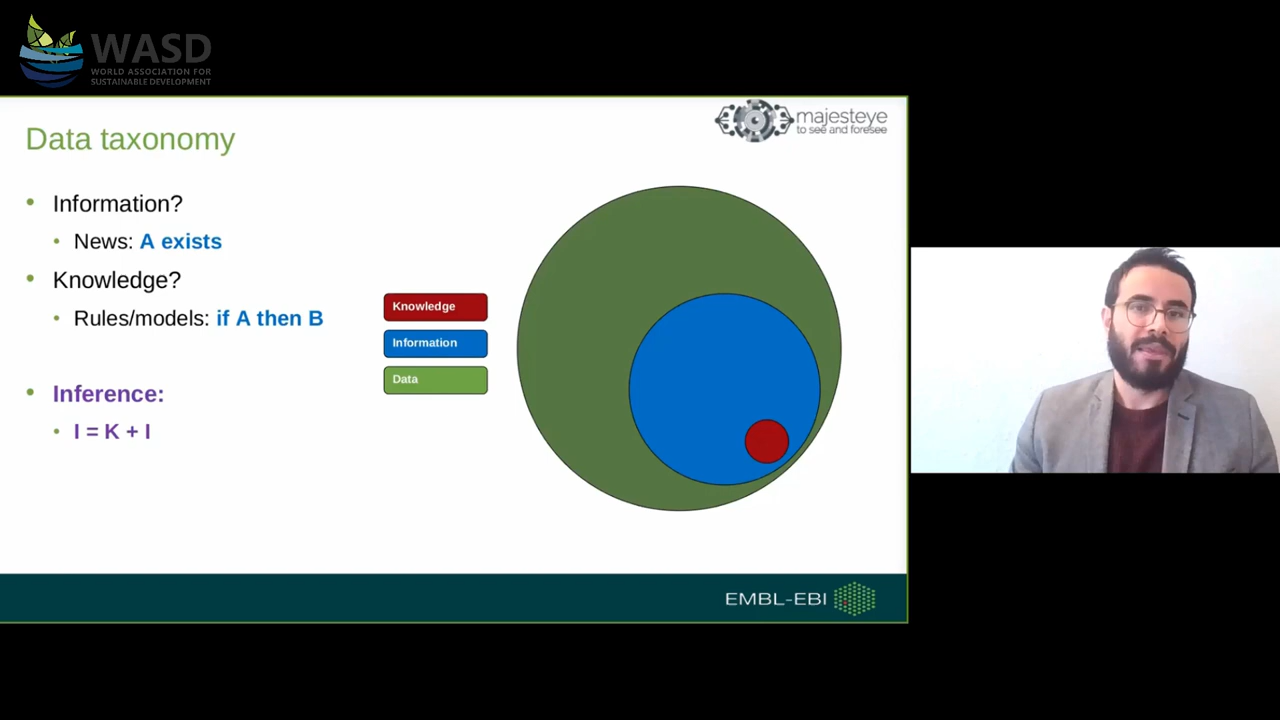 WASD
WORLD ASSOCIATION FOR
SUSTAINABLE DEVELOPMENT
majesteye
to see and foresee
Data taxonomy
• Information?
• News: A exists
• Knowledge?
• Rules/models: if A then B
• Inference:
• I = K + I
Knowledge
Information
Data
EMBL-EBI